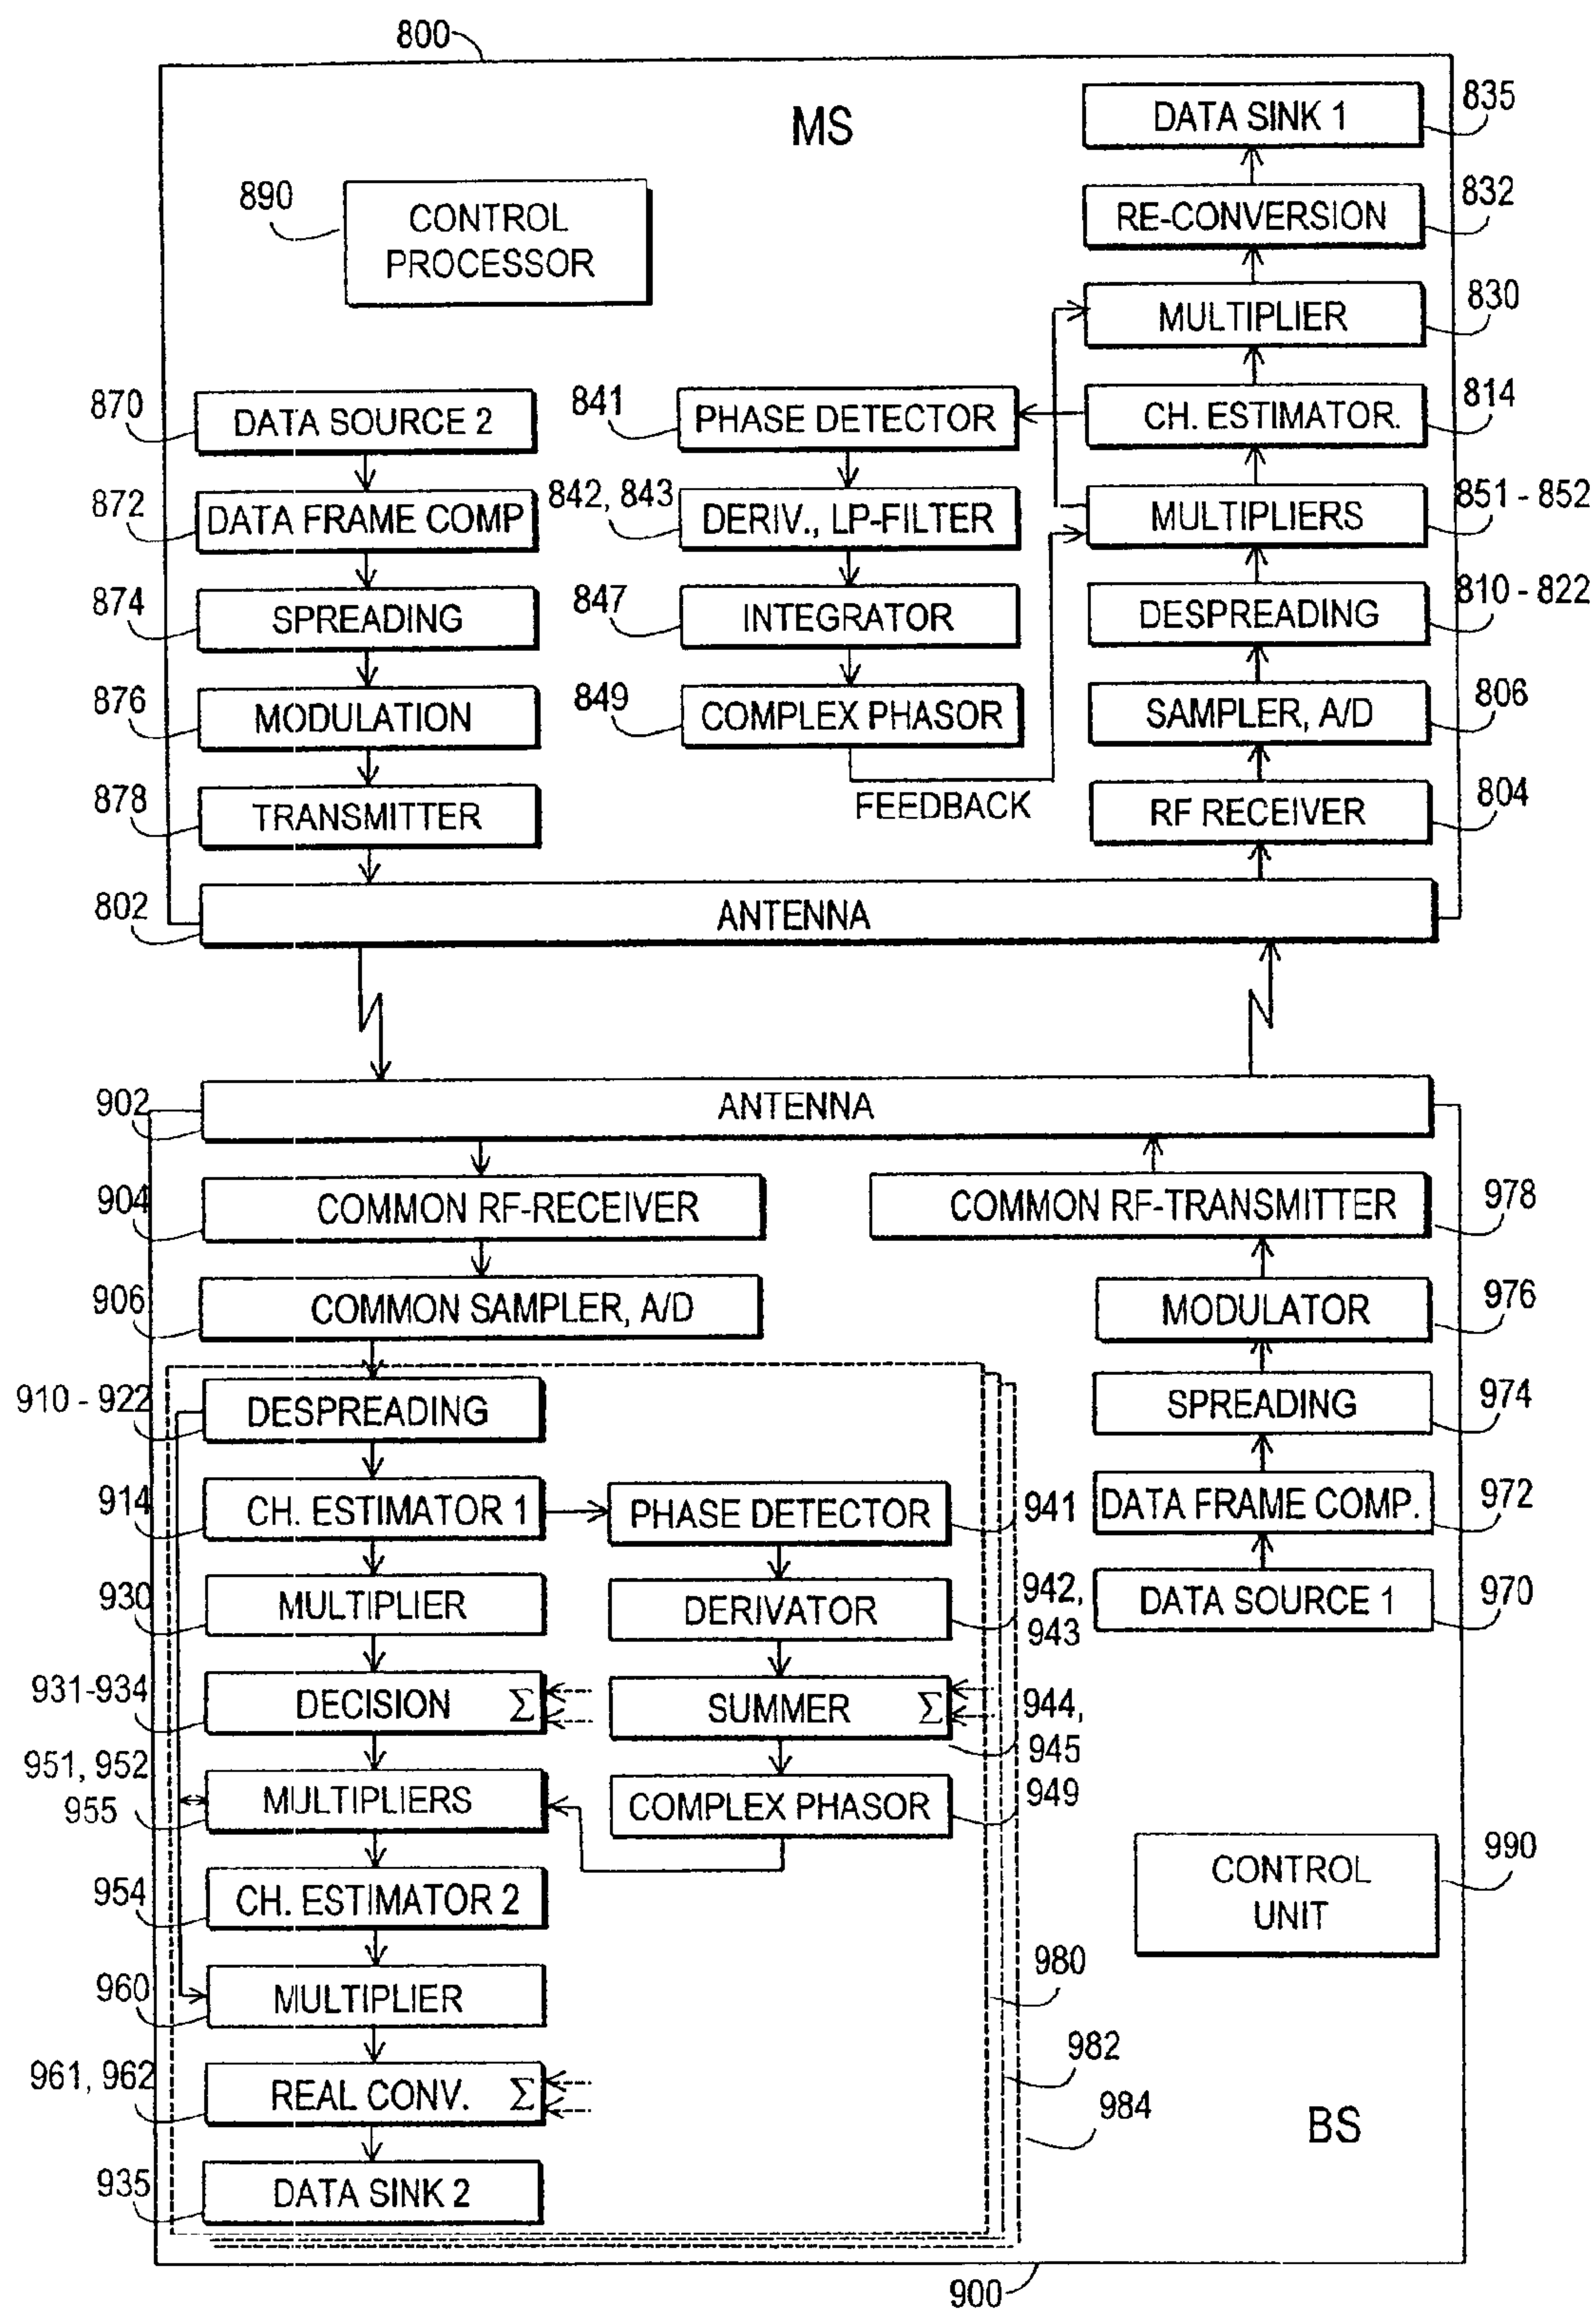 800
MS
DATA SINK 1
835
890
CONTROL
PROCESSOR
RE-CONVERSION
832
MULTIPLIER
830
870
DATA SOURCE 2
841
PHASE DETECTOR
CH. ESTIMATOR.
814
872
DATA FRAME COMP
842, 843
DERIV., LP-FILTER
MULTIPLIERS
851 - 852
874
SPREADING
847
INTEGRATOR
DESPREADING
810 - 822
876
MODULATION
849
COMPLEX PHASOR
SAMPLER, A/D
806
878
TRANSMITTER
FEEDBACK
RF RECEIVER
804
802
ANTENNA
902
ANTENNA
904
COMMON RF-RECEIVER
COMMON RF-TRANSMITTER
978
906
COMMON SAMPLER, A/D
MODULATOR
976
910 - 922
DESPREADING
SPREADING
974
914
CH. ESTIMATOR 1
PHASE DETECTOR
941
DATA FRAME COMP.
972
930
MULTIPLIER
DERIVATOR
942,
943
DATA SOURCE 1
970
931-934
DECISION Σ
SUMMER Σ
944,
945
951, 952
955
MULTIPLIERS
COMPLEX PHASOR
949
990
CONTROL
UNIT
954
CH. ESTIMATOR 2
960
MULTIPLIER
980
961, 962
REAL CONV. Σ
982
984
BS
935
DATA SINK 2
900